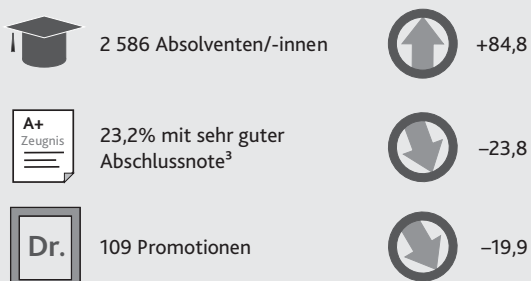 2 586 Absolventen/-innen
+84,8
A+
Zeugnis
23,2% mit sehr guter
Abschlussnote³
–23,8
Dr.
109 Promotionen
–19,9